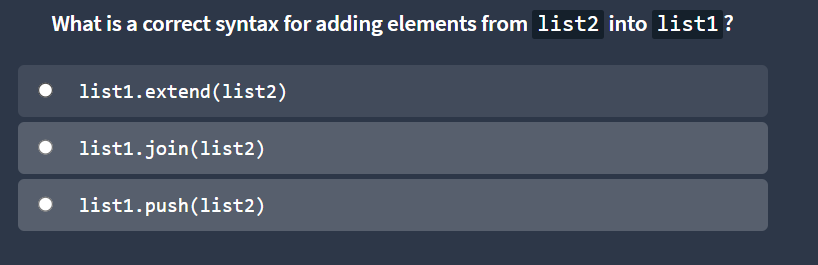 What is a correct syntax for adding elements from list2 into list1?
list1.extend(list2)
list1.join(list2)
list1.push(list2)